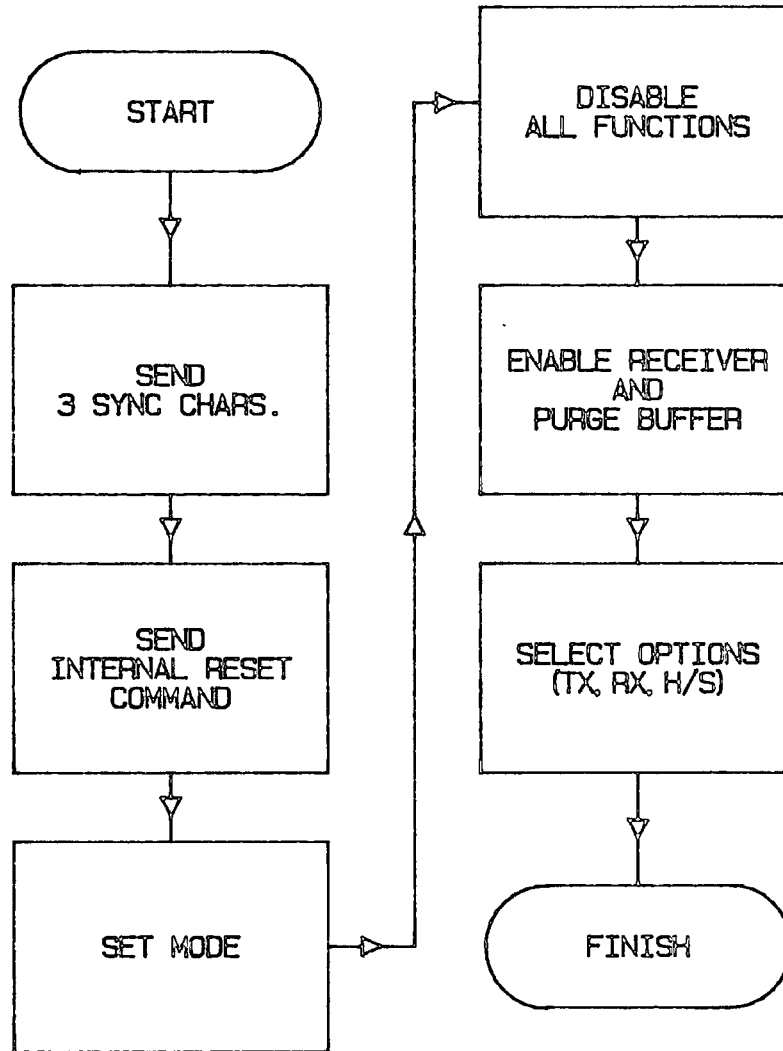 START
SEND
3 SYNC CHARS.
SEND
INTERNAL RESET
COMMAND
SET MODE
DISABLE
ALL FUNCTIONS
ENABLE RECEIVER
AND
PURGE BUFFER
SELECT OPTIONS
(TX, RX, H/S)
FINISH